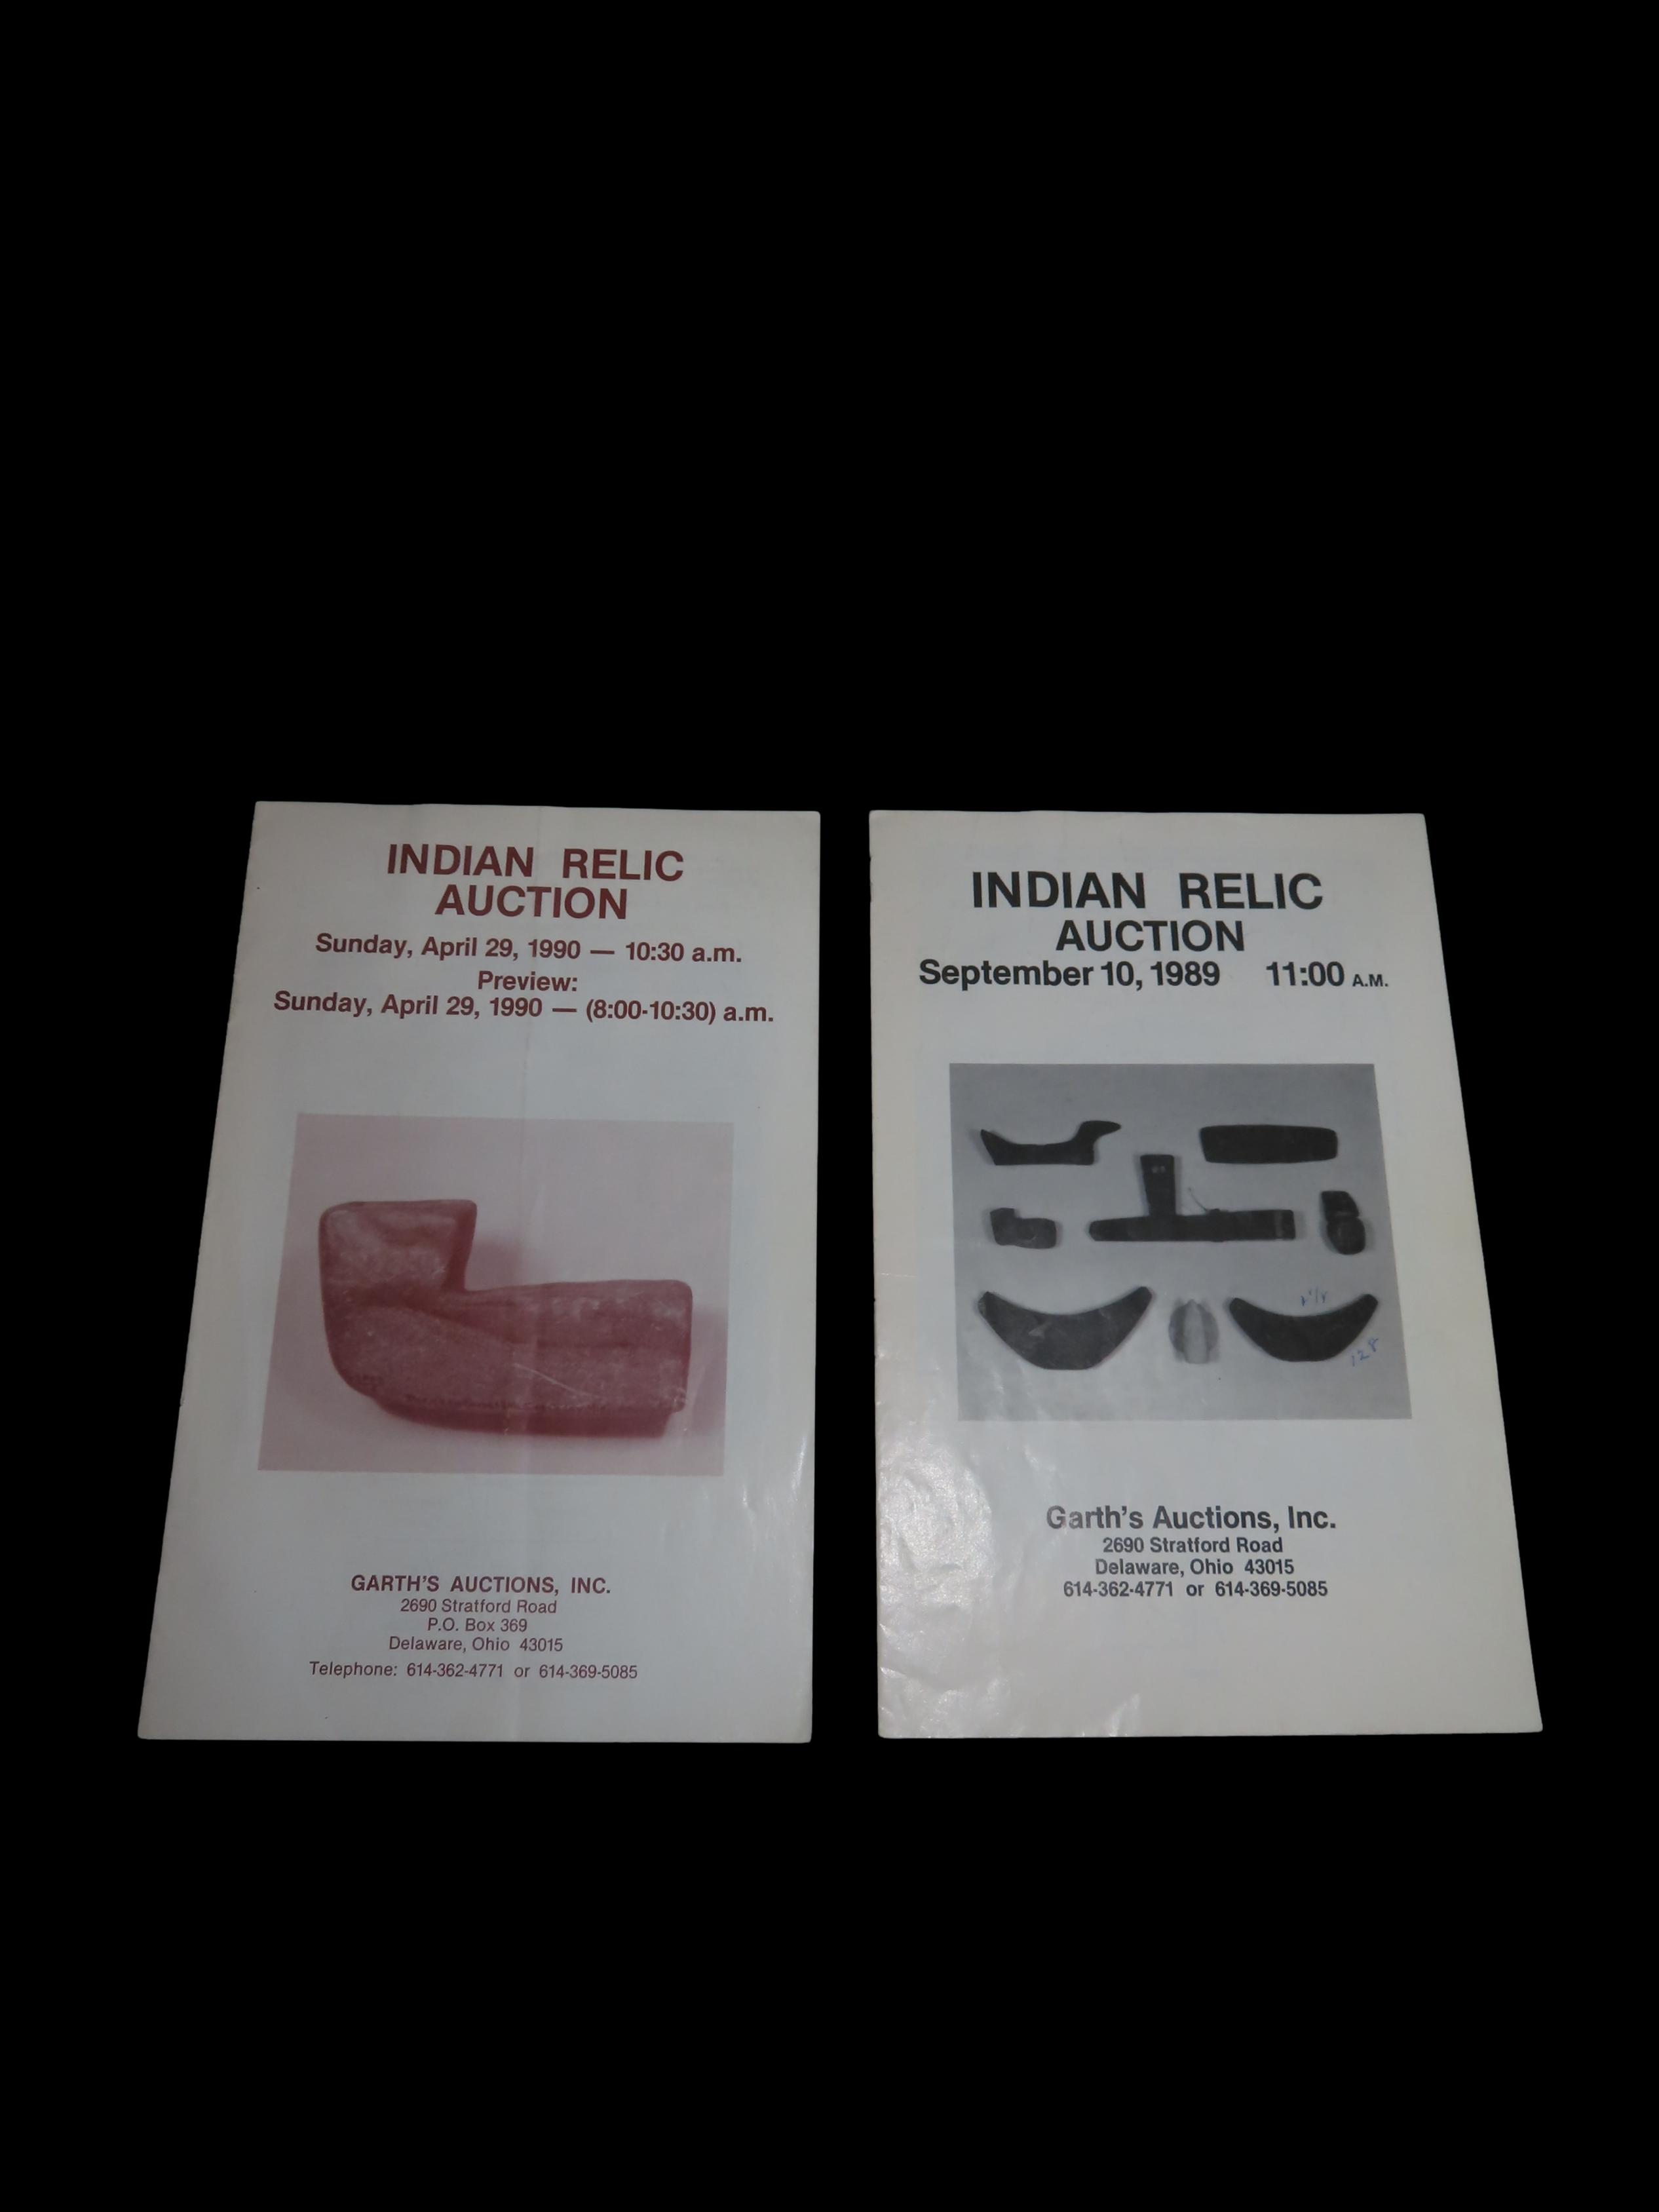 INDIAN RELIC
AUCTION
Sunday, April 29, 1990 — 10:30 a.m.
Preview:
Sunday, April 29, 1990 — (8:00-10:30) a.m.
GARTH'S AUCTIONS, INC.
2690 Stratford Road
P.O. Box 369
Delaware, Ohio 43015
Telephone: 614-362-4771 or 614-369-5085
INDIAN RELIC
AUCTION
September 10, 1989 11:00 A.M.
128
Garth's Auctions, Inc.
2690 Stratford Road
Delaware, Ohio 43015
614-362-4771 or 614-369-5085